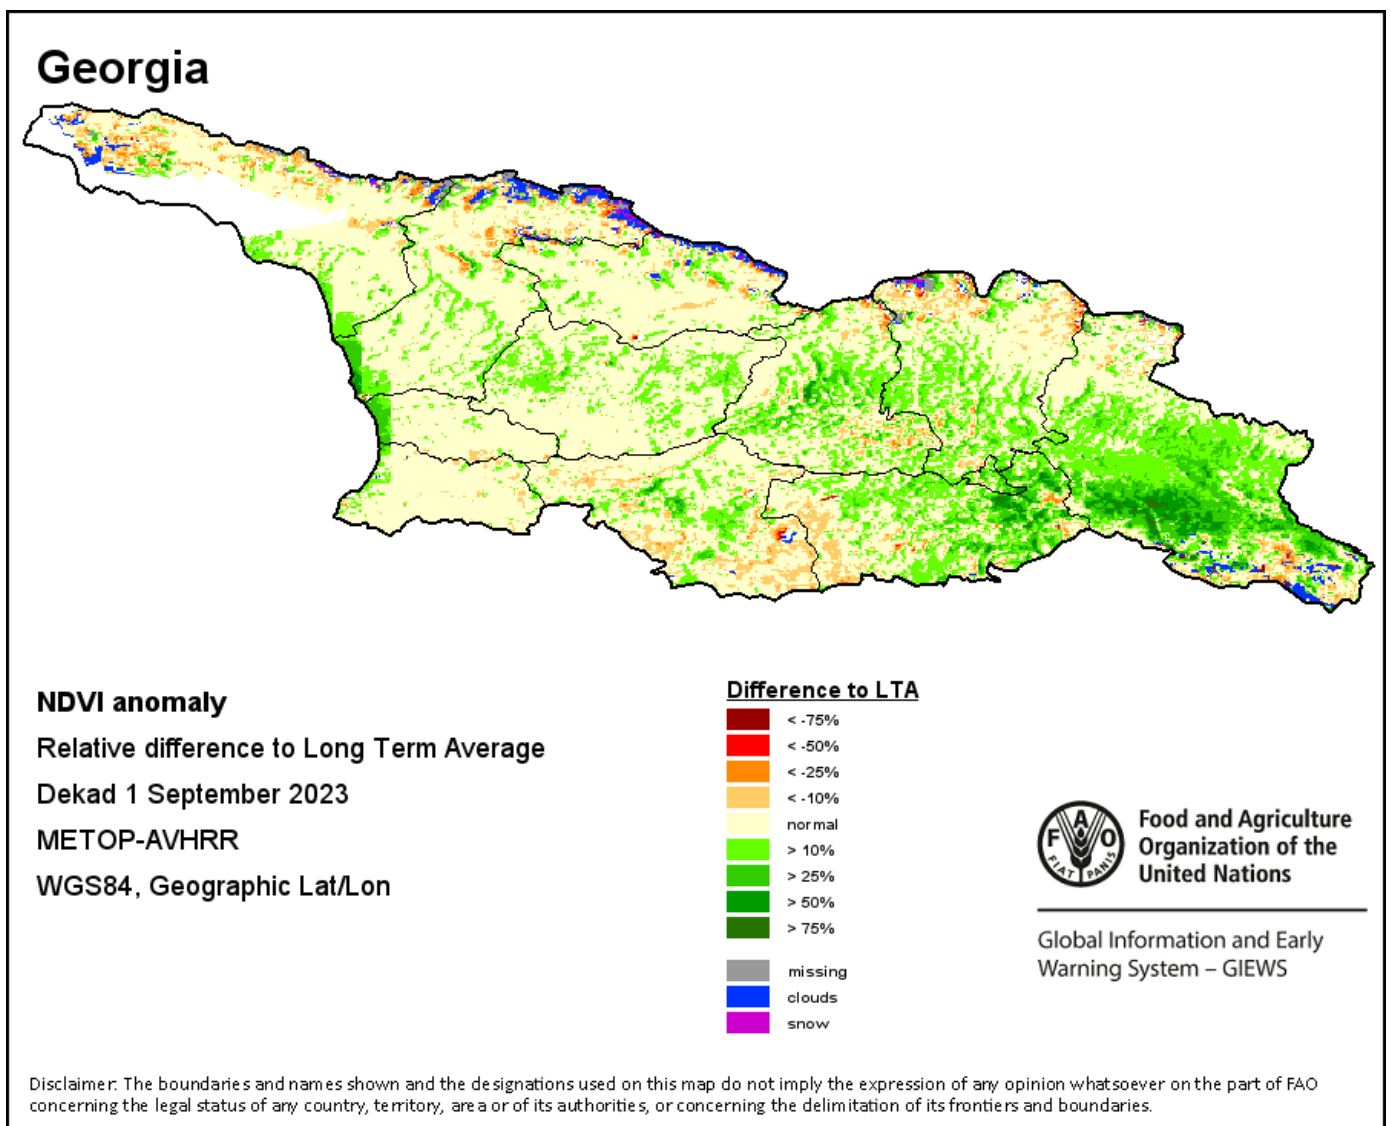 Georgia
NDVI anomaly
Relative difference to Long Term Average
Dekad 1 September 2023
METOP-AVHRR
WGS84, Geographic Lat/Lon
Difference to LTA
< -75%
< -50%
< -25%
< -10%
normal
> 10%
> 25%
> 50%
> 75%
missing
clouds
snow
F A O
FIAT PANIS
Food and Agriculture
Organization of the
United Nations
Global Information and Early
Warning System – GIEWS
Disclaimer: The boundaries and names shown and the designations used on this map do not imply the expression of any opinion whatsoever on the part of FAO
concerning the legal status of any country, territory, area or of its authorities, or concerning the delimitation of its frontiers and boundaries.